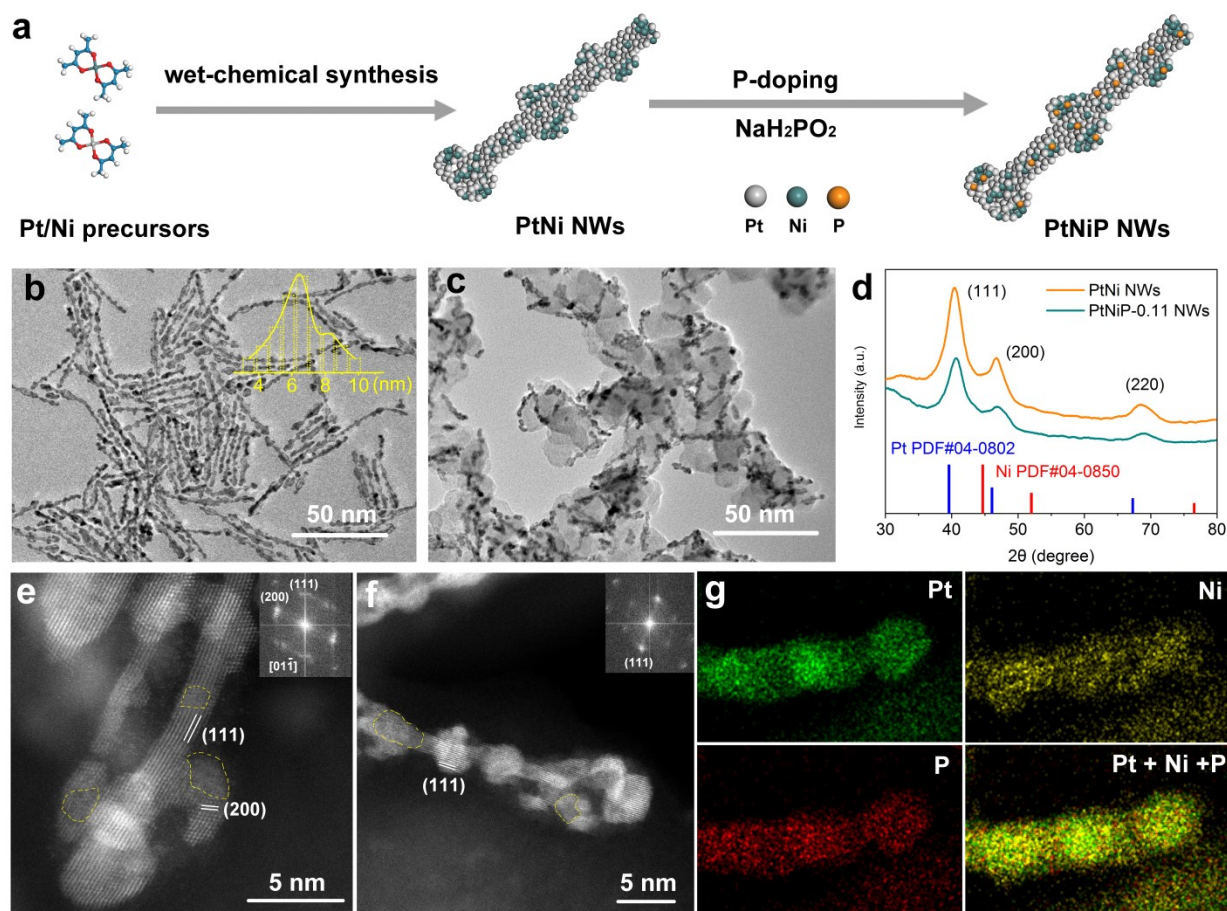 a
wet-chemical synthesis
P-doping
NaH₂PO₂
Pt/Ni precursors
PtNi NWs
Pt Ni P
PtNiP NWs
b
4 6 8 10 (nm)
50 nm
c
50 nm
d
(111)
(200)
(220)
PtNi NWs
PtNiP-0.11 NWs
Intensity (a.u.)
Pt PDF#04-0802
Ni PDF#04-0850
30 40 50 60 70 80
2θ (degree)
e
(111)
(200)
[011̄]
(111)
(200)
5 nm
f
(111)
(111)
5 nm
g
Pt
Ni
P
Pt + Ni +P